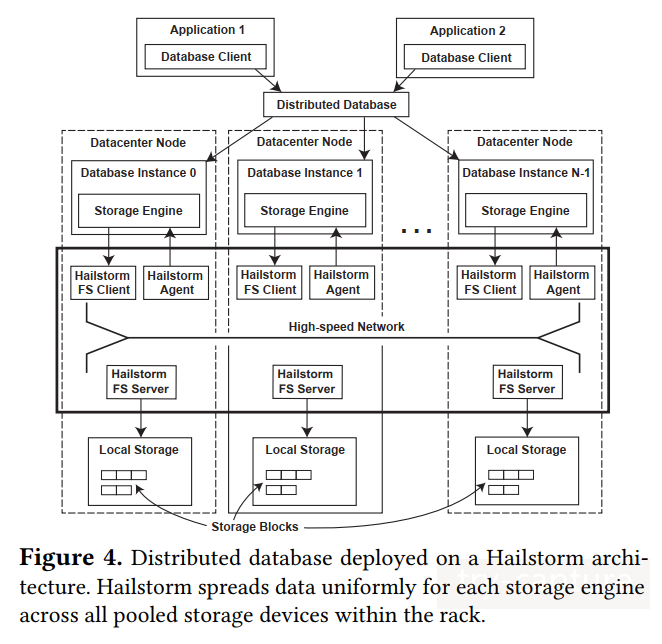 Application 1
Database Client
Application 2
Database Client
Distributed Database
Datacenter Node
Datacenter Node
Datacenter Node
Database Instance 0
Database Instance 1
Database Instance N-1
Storage Engine
Storage Engine
Storage Engine
...
Hailstorm
FS Client
Hailstorm
Agent
Hailstorm
FS Client
Hailstorm
Agent
Hailstorm
FS Client
Hailstorm
Agent
High-speed Network
Hailstorm
FS Server
Hailstorm
FS Server
Hailstorm
FS Server
Local Storage
Local Storage
Local Storage
Storage Blocks
Figure 4. Distributed database deployed on a Hailstorm archi-
tecture. Hailstorm spreads data uniformly for each storage engine
across all pooled storage devices within the rack.